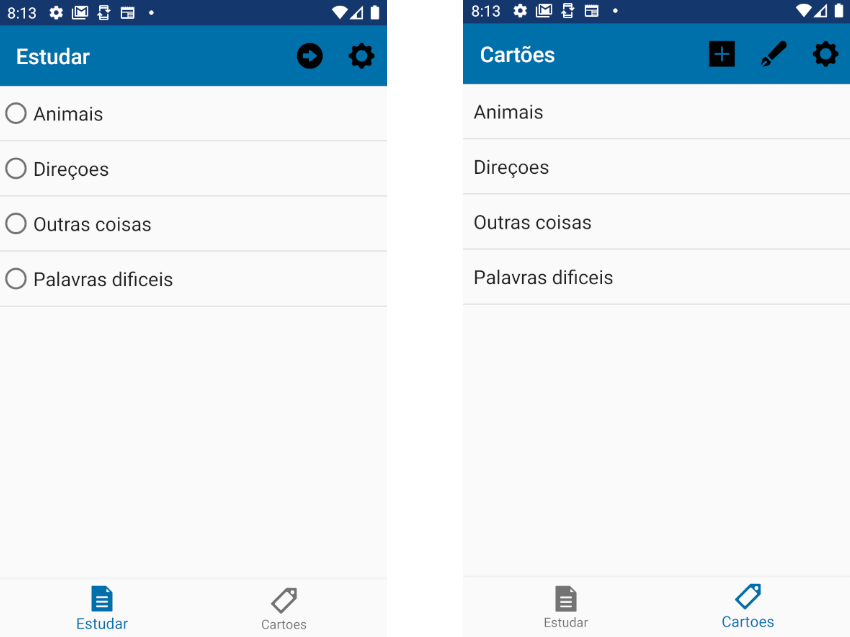 8:13
Estudar
Animais
Direçoes
Outras coisas
Palavras dificeis
Estudar
Cartoes
8:13
Cartões
Animais
Direçoes
Outras coisas
Palavras dificeis
Estudar
Cartoes